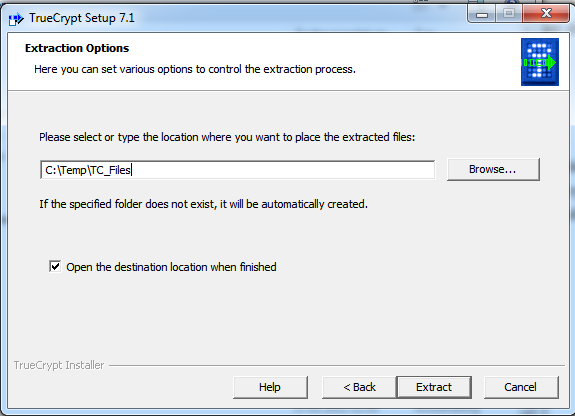 TrueCrypt Setup 7.1
Extraction Options
Here you can set various options to control the extraction process.
Please select or type the location where you want to place the extracted files:
C:\Temp\TC_Files
Browse...
If the specified folder does not exist, it will be automatically created.
Open the destination location when finished
TrueCrypt Installer
Help
< Back
Extract
Cancel